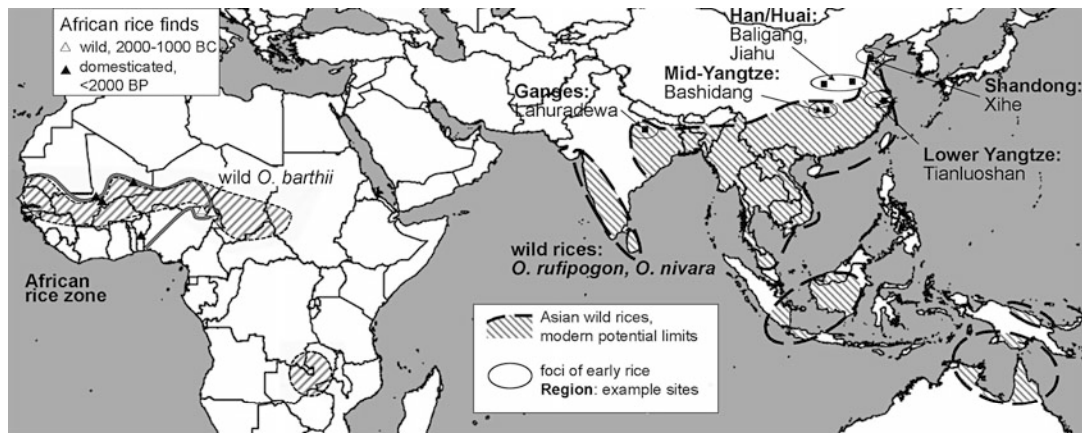 African rice finds
△ wild, 2000-1000 BC
▲ domesticated,
<2000 BP
Han/Huai:
Baligang,
Jiahu
Mid-Yangtze:
Bashidang
Ganges:
Lahuradewa
Shandong:
Xihe
Lower Yangtze:
Tianluoshan
wild O. barthii
wild rices:
O. rufipogon, O. nivara
African
rice zone
Asian wild rices,
modern potential limits
foci of early rice
Region: example sites